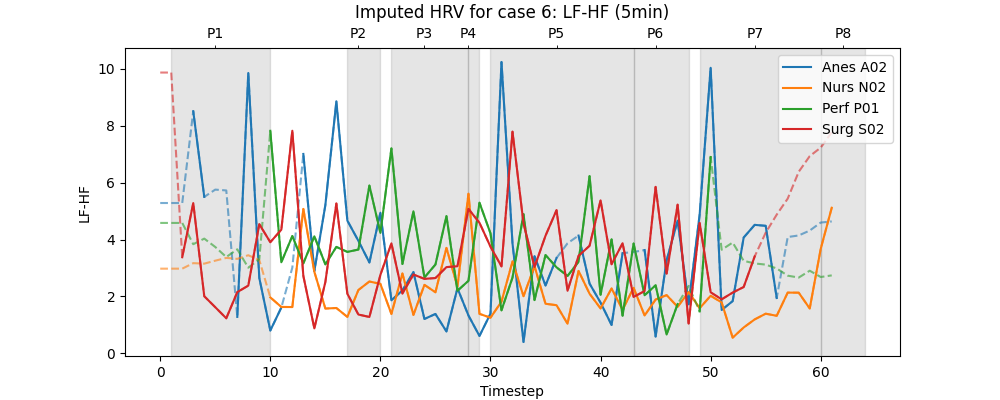 Imputed HRV for case 6: LF-HF (5min)
P1 P2 P3 P4 P5 P6 P7 P8
10
8
6
4
2
0
LF-HF
Anes A02
Nurs N02
Perf P01
Surg S02
0 10 20 30 40 50 60
Timestep